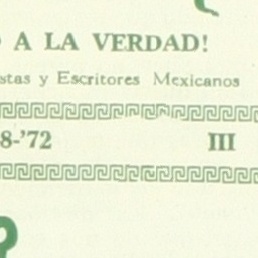 A LA VERDAD!
stas y Escritores Mexicanos
8-'72 III